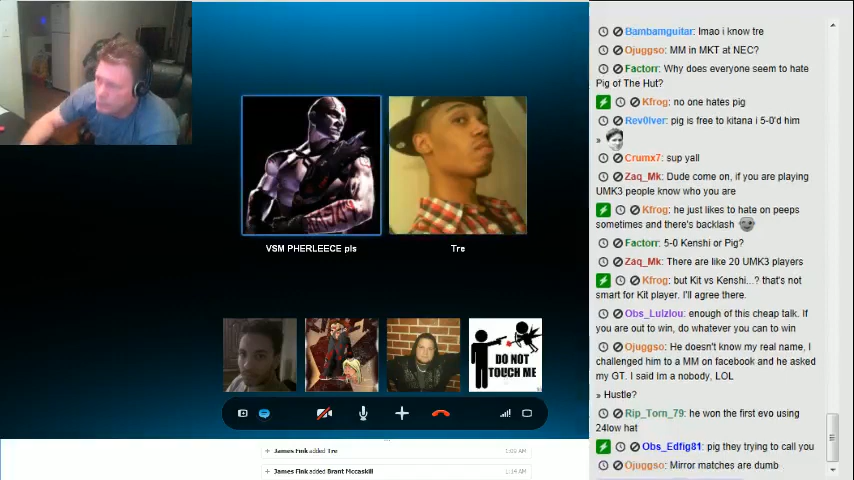 VSM PHERLEECE pls
Tre
DO NOT
TOUCH ME
James Fink added Tre
1:09 AM
James Fink added Brant Mccaskill
1:14 AM
Bambamguitar: lmao i know tre
Ojuggso: MM in MKT at NEC?
Factorr: Why does everyone seem to hate
Pig of The Hut?
Kfrog: no one hates pig
Rev0lver: pig is free to kitana i 5-0'd him
»
Crumx7: sup yall
Zaq_Mk: Dude come on, if you are playing
UMK3 people know who you are
Kfrog: he just likes to hate on peeps
sometimes and there's backlash
Factorr: 5-0 Kenshi or Pig?
Zaq_Mk: There are like 20 UMK3 players
Kfrog: but Kit vs Kenshi...? that's not
smart for Kit player. I'll agree there.
Obs_Lulzlou: enough of this cheap talk. If
you are out to win, do whatever you can to win
Ojuggso: He doesn't know my real name, I
challenged him to a MM on facebook and he asked
my GT. I said Im a nobody, LOL
» Hustle?
Rip_Torn_79: he won the first evo using
24low hat
Obs_Edfig81: pig they trying to call you
Ojuggso: Mirror matches are dumb